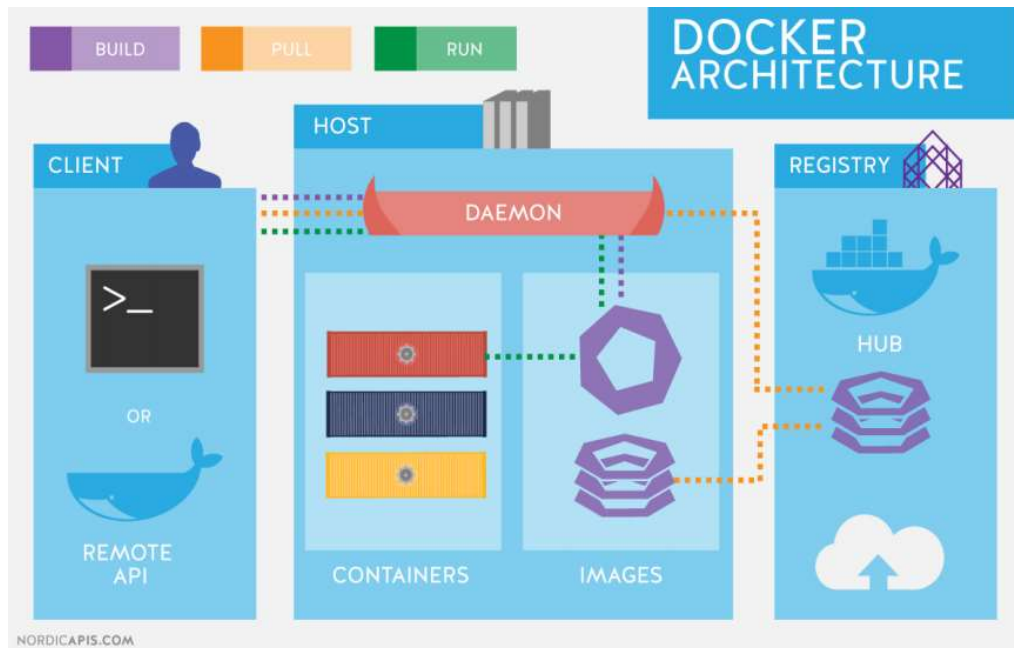 BUILD
PULL
RUN
DOCKER
ARCHITECTURE
CLIENT
>_
OR
REMOTE
API
HOST
DAEMON
CONTAINERS
IMAGES
REGISTRY
HUB
NORDICAPIS.COM